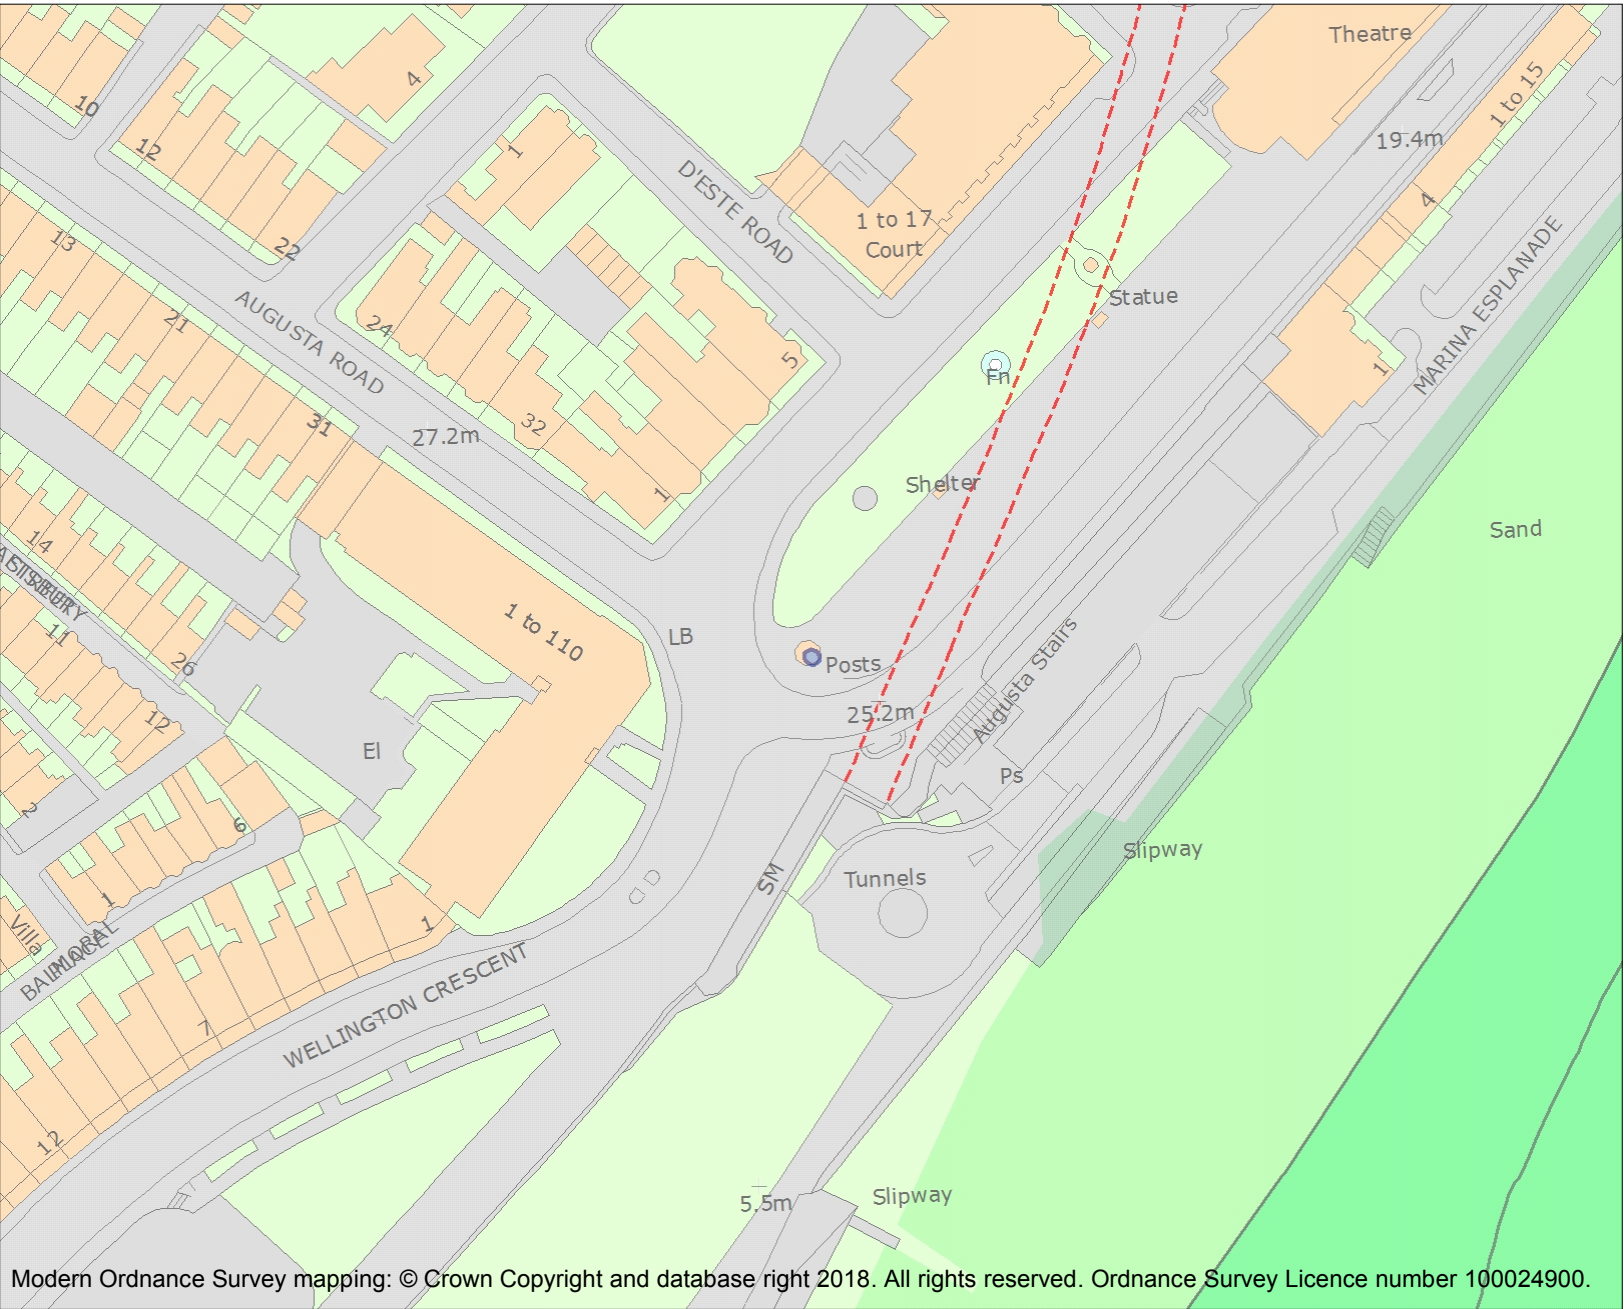 Theatre
1 to 15
4
10
12
19.4m
1
D'ESTE ROAD
1 to 17
Court
4
13
22
MARINA ESPLANADE
AUGUSTA ROAD
Statue
21
24
5
Fn
1
31
32
27.2m
Shelter
1
Sand
14
11
1 to 110
LB
26
Posts
Augusta Stairs
12
25.2m
El
Ps
2
6
Slipway
SM
Tunnels
1
1
Villa
BALMORAL
PLACE
WELLINGTON CRESCENT
7
12
5.5m
Slipway
Modern Ordnance Survey mapping: © Crown Copyright and database right 2018. All rights reserved. Ordnance Survey Licence number 100024900.